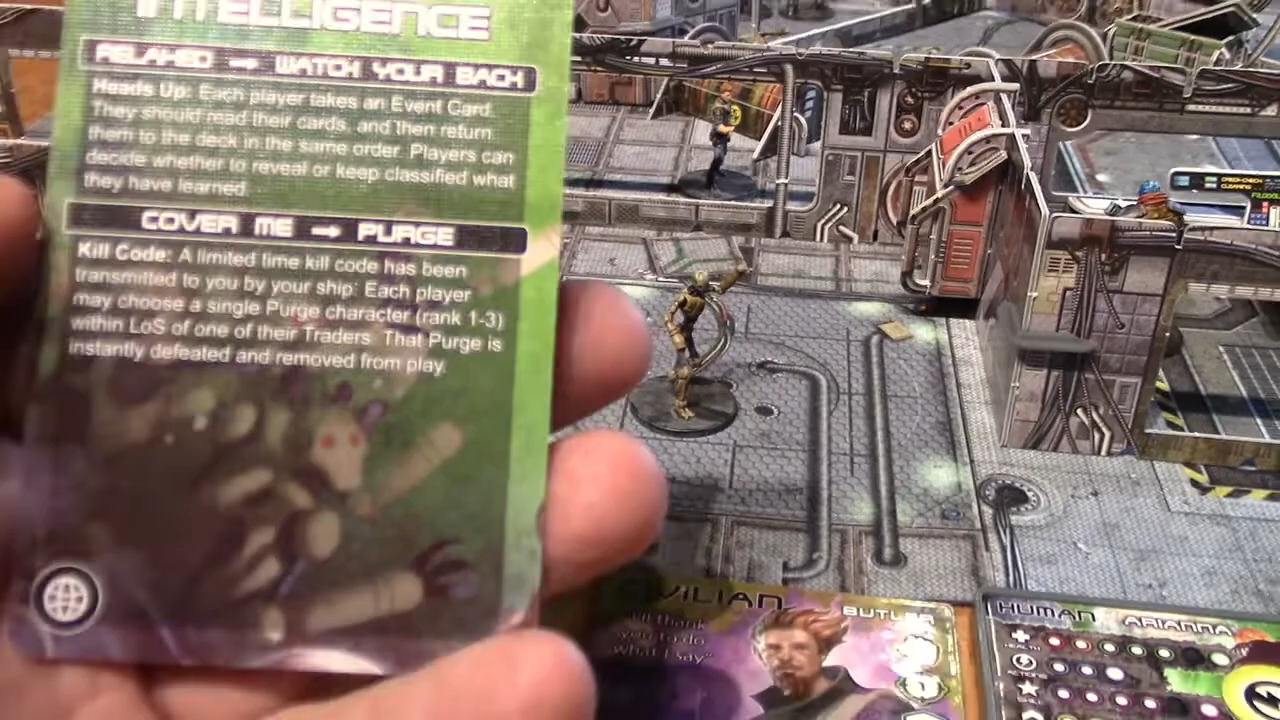 INTELLIGENCE
RELAYED → WATCH YOUR BACK
Heads Up: Each player takes an Event Card.
They should read their cards, and then return
them to the deck in the same order. Players can
decide whether to reveal or keep classified what
they have learned.
COVER ME → PURGE
Kill Code: A limited time kill code has been
transmitted to you by your ship: Each player
may choose a single Purge character (rank 1-3)
within LoS of one of their Traders. That Purge is
instantly defeated and removed from play.
CIVILIAN
BUTLER
"I'll thank
you to do
what I say"
HUMAN ARIANNA
HEALTH
ACTIONS